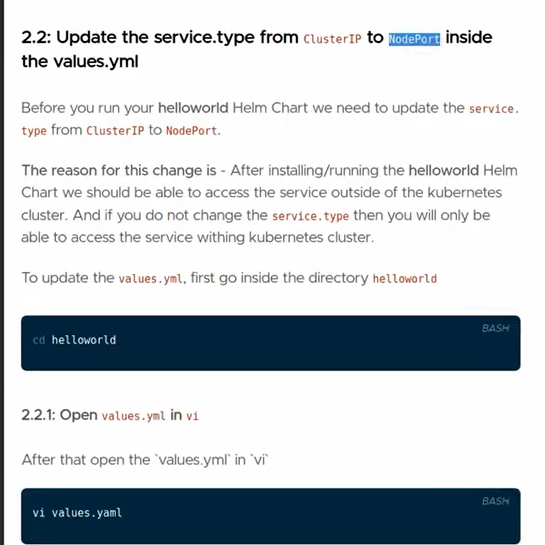 2.2: Update the service.type from ClusterIP to NodePort inside
the values.yml
Before you run your helloworld Helm Chart we need to update the service.
type from ClusterIP to NodePort.
The reason for this change is - After installing/running the helloworld Helm
Chart we should be able to access the service outside of the kubernetes
cluster. And if you do not change the service.type then you will only be
able to access the service withing kubernetes cluster.
To update the values.yml, first go inside the directory helloworld
BASH
cd helloworld
2.2.1: Open values.yml in vi
After that open the `values.yml` in `vi`
BASH
vi values.yaml